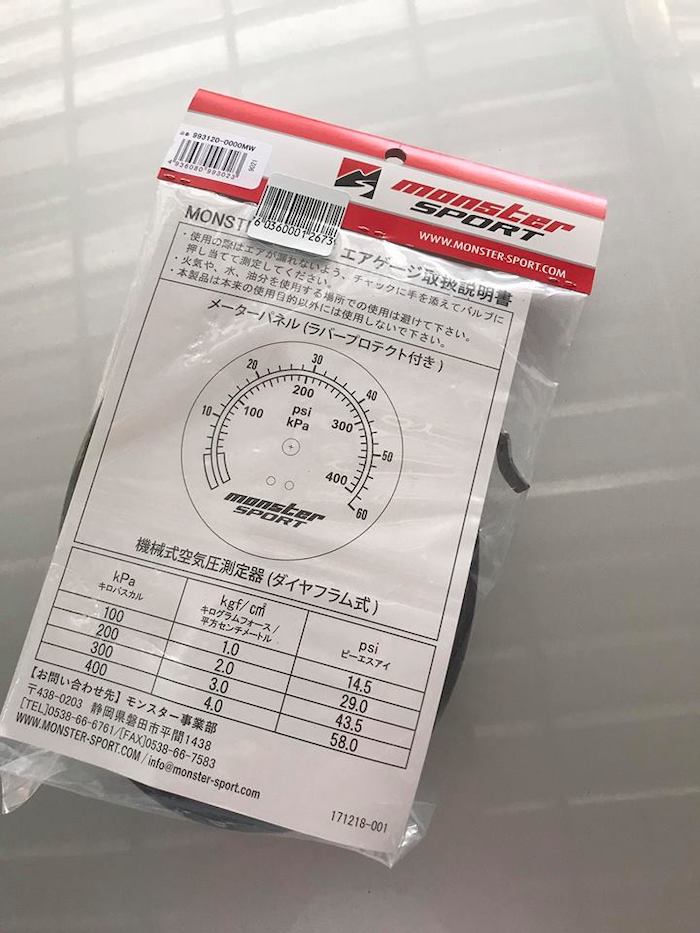 品番 993120-0000MW
4 936080 993023
9021
monster
SPORT
WWW.MONSTER-SPORT.COM
6 036000126739
MONST エアゲージ取扱説明書
・使用の際はエアが漏れないよう、チャックに手を添えてバルブに
押し当てて測定してください。
・火気や、水、油分を使用する場所での使用は避けて下さい。
・本製品は本来の使用目的以外には使用しないで下さい。
メーターパネル(ラバープロテクト付き)
10 20 30 40 50 60
100 200 300 400
psi
kPa
monster
SPORT
機械式空気圧測定器(ダイヤフラム式)
kPa キロパスカル kgf/c㎡ キログラムフォース/平方センチメートル psi ピーエスアイ
100 1.0 14.5
200 2.0 29.0
300 3.0 43.5
400 4.0 58.0
【お問い合わせ先】モンスター事業部
〒438-0203 静岡県磐田市平間1438
[TEL]0538-66-6761/[FAX]0538-66-7583
WWW.MONSTER-SPORT.COM / info@monster-sport.com
171218-001